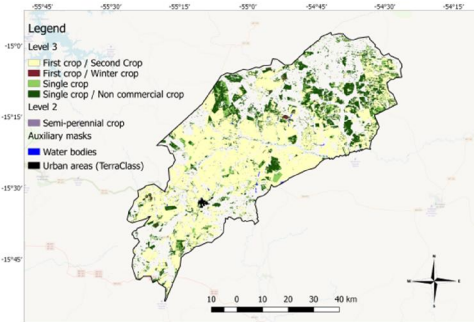 -55°45' -55°30' -55°15' -55°0' -54°45' -54°30' -54°15'
Legend
Level 3
First crop / Second Crop
First crop / Winter crop
Single crop
Single crop / Non commercial crop
Level 2
Semi-perennial crop
Auxiliary masks
Water bodies
Urban areas (TerraClass)
-15°0'
-15°15'
-15°30'
-15°45'
10 0 10 20 30 40 km